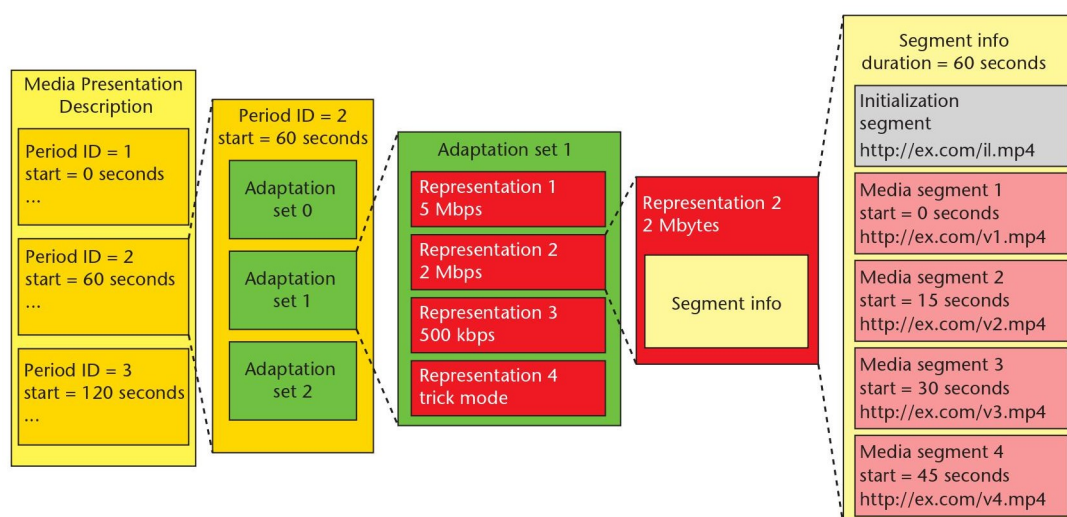 Media Presentation
Description
Period ID = 1
start = 0 seconds
...
Period ID = 2
start = 60 seconds
...
Period ID = 3
start = 120 seconds
...
Period ID = 2
start = 60 seconds
Adaptation
set 0
Adaptation
set 1
Adaptation
set 2
Adaptation set 1
Representation 1
5 Mbps
Representation 2
2 Mbps
Representation 3
500 kbps
Representation 4
trick mode
Representation 2
2 Mbytes
Segment info
Segment info
duration = 60 seconds
Initialization
segment
http://ex.com/il.mp4
Media segment 1
start = 0 seconds
http://ex.com/v1.mp4
Media segment 2
start = 15 seconds
http://ex.com/v2.mp4
Media segment 3
start = 30 seconds
http://ex.com/v3.mp4
Media segment 4
start = 45 seconds
http://ex.com/v4.mp4